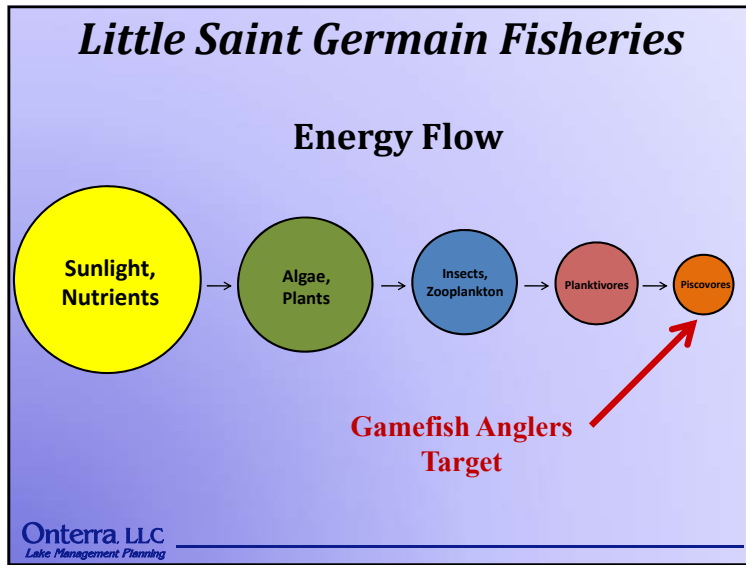 Little Saint Germain Fisheries
Energy Flow
Sunlight,
Nutrients
Algae,
Plants
Insects,
Zooplankton
Planktivores
Piscovores
Gamefish Anglers
Target
Onterra, LLC
Lake Management Planning